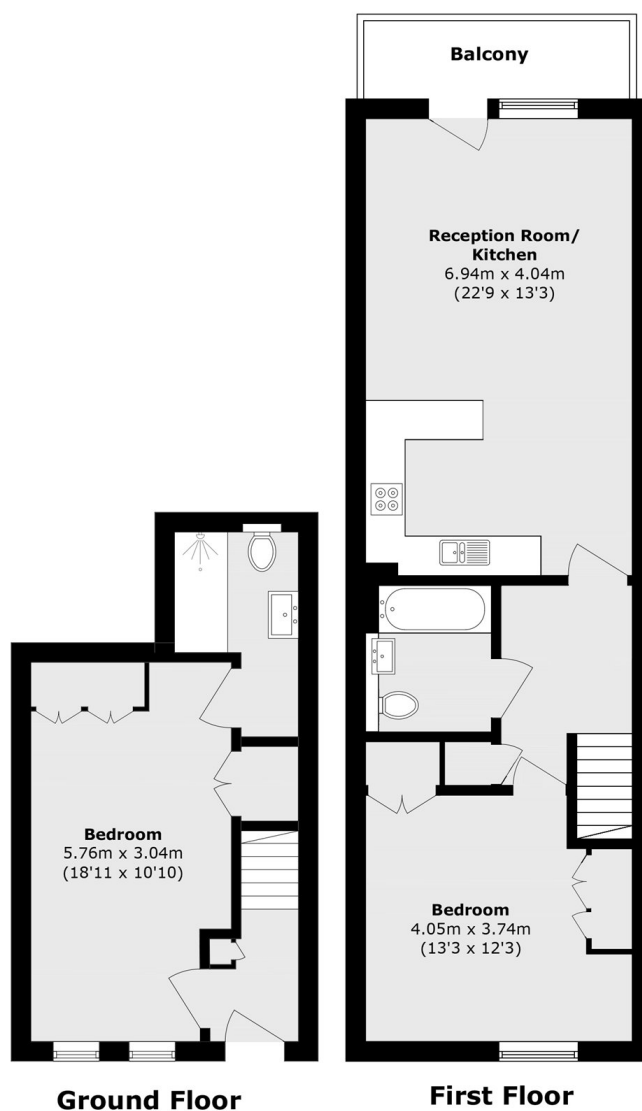 Balcony
Reception Room/
Kitchen
6.94m x 4.04m
(22'9 x 13'3)
Bedroom
5.76m x 3.04m
(18'11 x 10'10)
Bedroom
4.05m x 3.74m
(13'3 x 12'3)
Ground Floor
First Floor